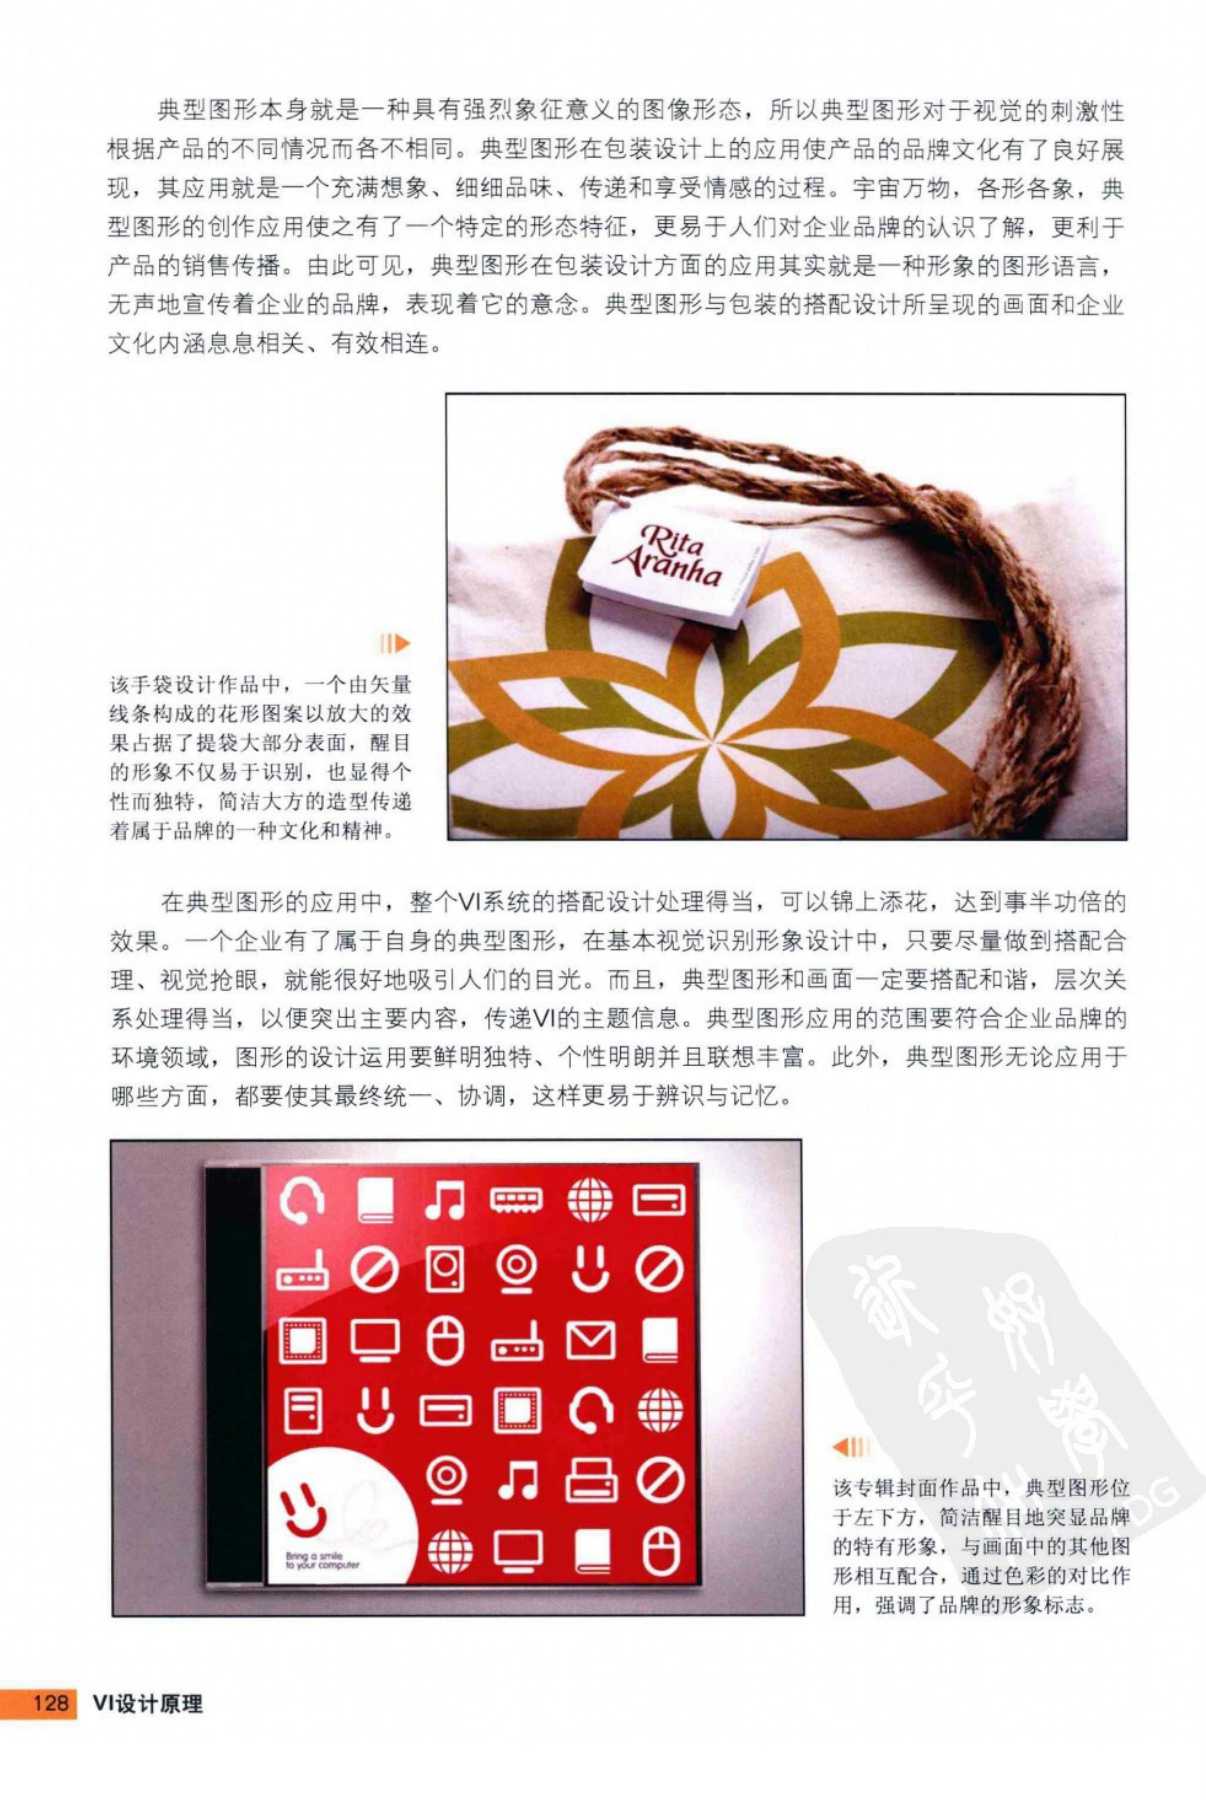 典型图形本身就是一种具有强烈象征意义的图像形态，所以典型图形对于视觉的刺激性
根据产品的不同情况而各不相同。典型图形在包装设计上的应用使产品的品牌文化有了良好展
现，其应用就是一个充满想象、细细品味、传递和享受情感的过程。宇宙万物，各形各象，典
型图形的创作应用使之有了一个特定的形态特征，更易于人们对企业品牌的认识了解，更利于
产品的销售传播。由此可见，典型图形在包装设计方面的应用其实就是一种形象的图形语言，
无声地宣传着企业的品牌，表现着它的意念。典型图形与包装的搭配设计所呈现的画面和企业
文化内涵息息相关、有效相连。
Rita
Aranha
该手袋设计作品中，一个由矢量
线条构成的花形图案以放大的效
果占据了提袋大部分表面，醒目
的形象不仅易于识别，也显得个
性而独特，简洁大方的造型传递
着属于品牌的一种文化和精神。
在典型图形的应用中，整个VI系统的搭配设计处理得当，可以锦上添花，达到事半功倍的
效果。一个企业有了属于自身的典型图形，在基本视觉识别形象设计中，只要尽量做到搭配合
理、视觉抢眼，就能很好地吸引人们的目光。而且，典型图形和画面一定要搭配和谐，层次关
系处理得当，以便突出主要内容，传递VI的主题信息。典型图形应用的范围要符合企业品牌的
环境领域，图形的设计运用要鲜明独特、个性明朗并且联想丰富。此外，典型图形无论应用于
哪些方面，都要使其最终统一、协调，这样更易于辨识与记忆。
Bring a smile
to your computer
该专辑封面作品中，典型图形位
于左下方，简洁醒目地突显品牌
的特有形象，与画面中的其他图
形相互配合，通过色彩的对比作
用，强调了品牌的形象标志。
128 VI设计原理